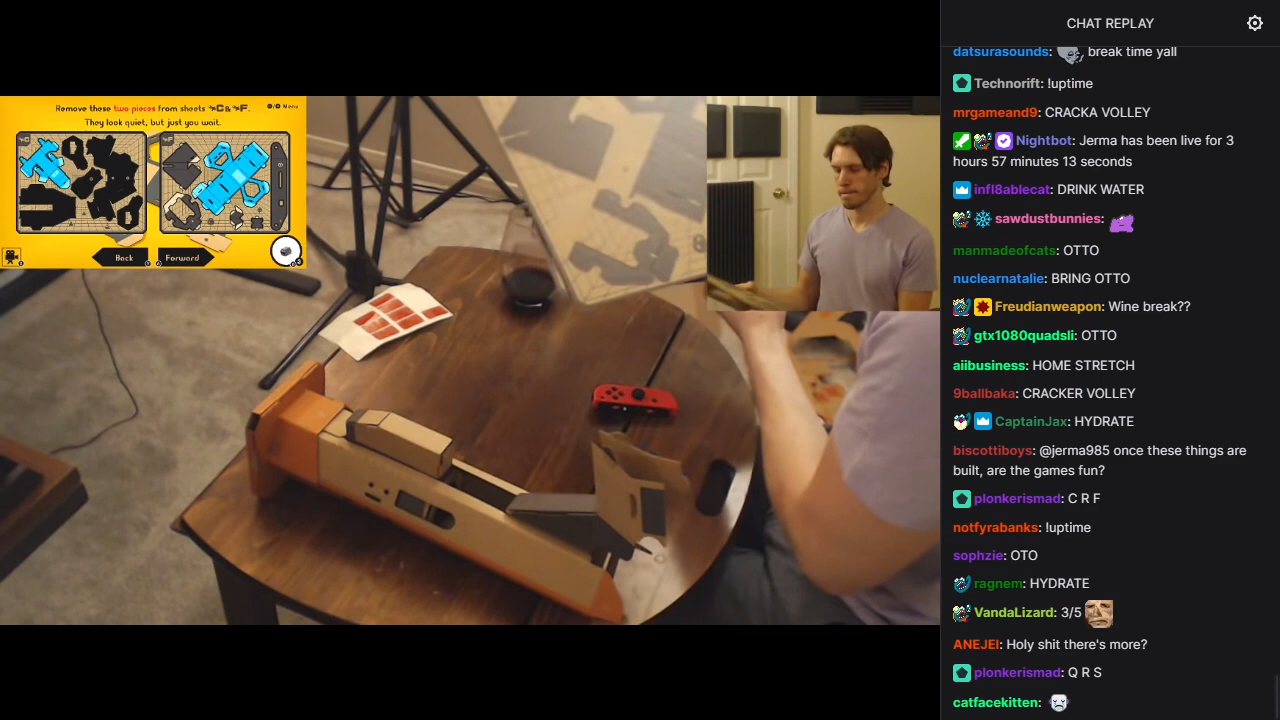 Remove these two pieces from sheets C & F.
Menu
They look quiet, but just you wait.
Back
Forward
CHAT REPLAY
datsurasounds: break time yall
Technorift: !uptime
mrgameand9: CRACKA VOLLEY
Nightbot: Jerma has been live for 3
hours 57 minutes 13 seconds
infl8ablecat: DRINK WATER
sawdustbunnies:
manmadeofcats: OTTO
nuclearnatalie: BRING OTTO
Freudianweapon: Wine break??
gtx1080quadsli: OTTO
aiibusiness: HOME STRETCH
9ballbaka: CRACKER VOLLEY
CaptainJax: HYDRATE
biscottiboys: @jerma985 once these things are
built, are the games fun?
plonkerismad: C R F
notfyrabanks: !uptime
sophzie: OTO
ragnem: HYDRATE
VandaLizard: 3/5
ANEJEI: Holy shit there's more?
plonkerismad: Q R S
catfacekitten: